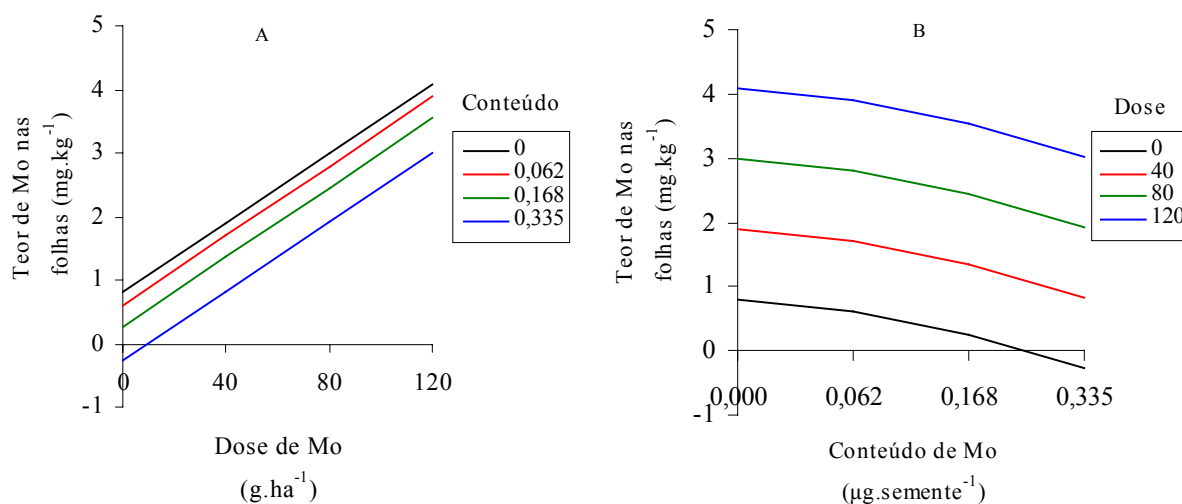 A
5
4
3
2
1
0
-1
0
40
80
120
Teor de Mo nas
folhas (mg.kg⁻¹)
Dose de Mo
(g.ha⁻¹)
Conteúdo
0
0,062
0,168
0,335
B
5
4
3
2
1
0
-1
0,000
0,062
0,168
0,335
Teor de Mo nas
folhas (mg.kg⁻¹)
Conteúdo de Mo
(µg.semente⁻¹)
Dose
0
40
80
120